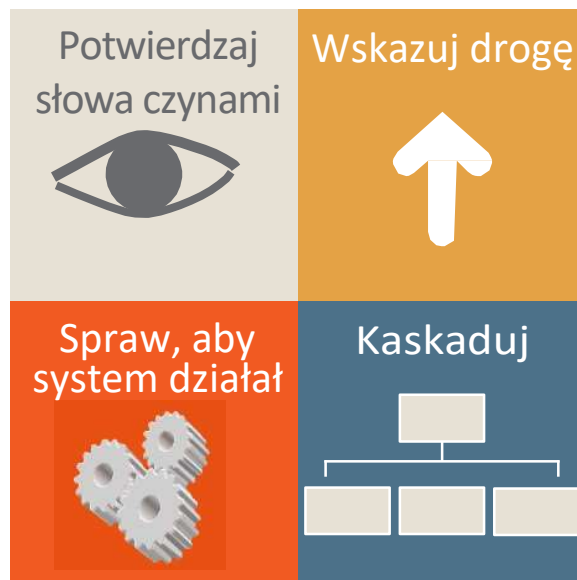 Potwierdzaj
słowa czynami
Wskazuj drogę
Spraw, aby
system działał
Kaskaduj